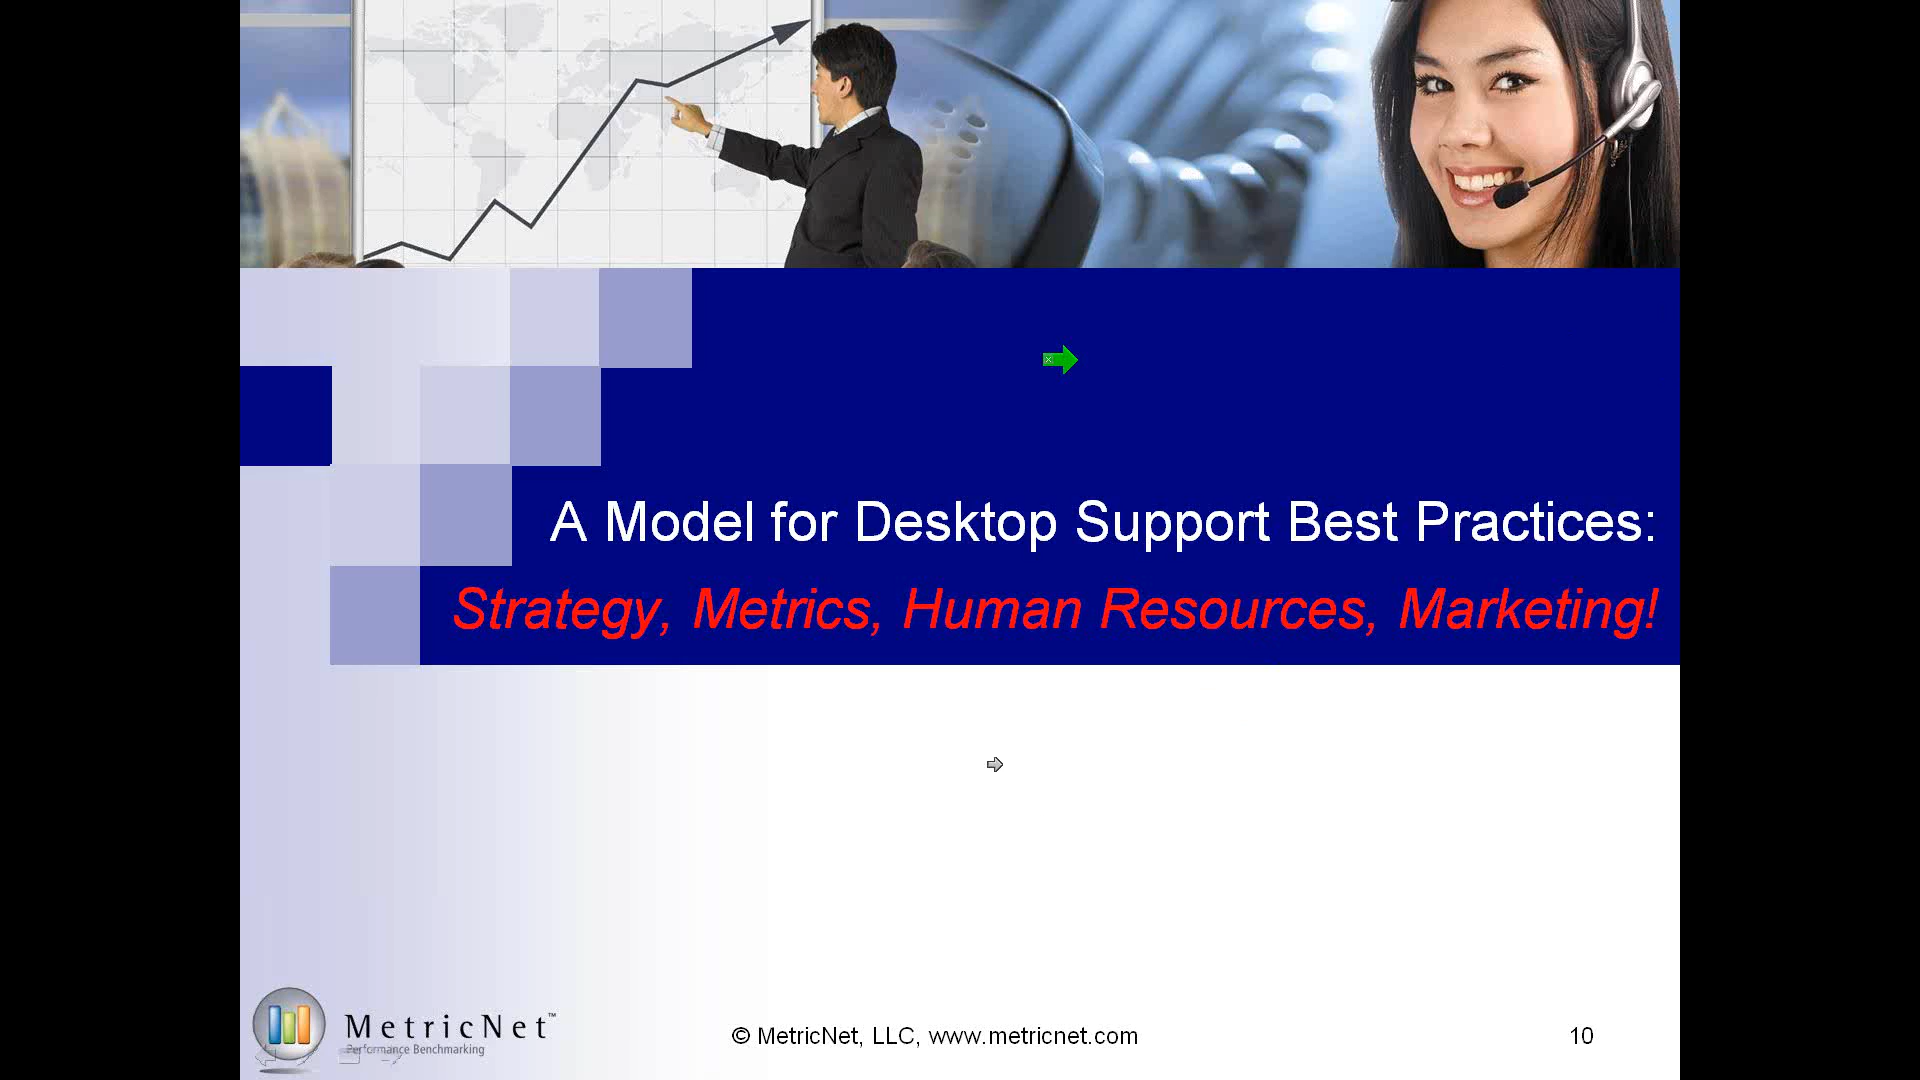 A Model for Desktop Support Best Practices:
Strategy, Metrics, Human Resources, Marketing!
MetricNet™
Performance Benchmarking
© MetricNet, LLC, www.metricnet.com
10